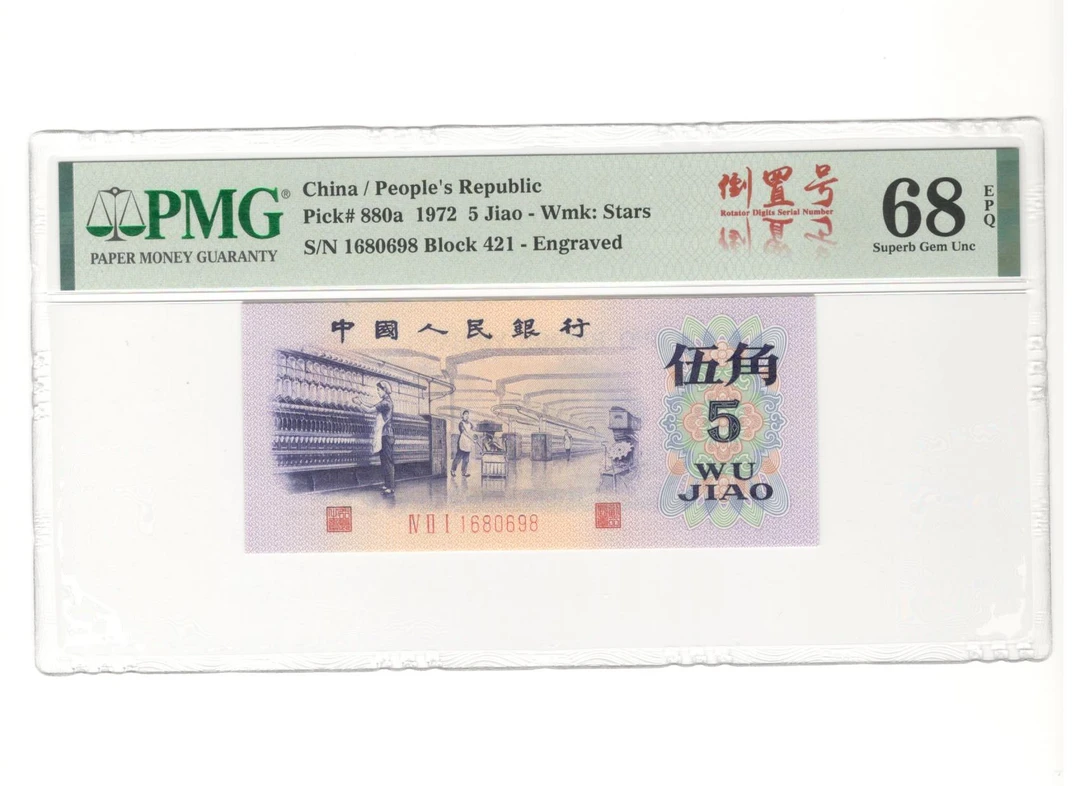 PMG®
PAPER MONEY GUARANTY
China / People's Republic
Pick# 880a 1972 5 Jiao - Wmk: Stars
S/N 1680698 Block 421 - Engraved
倒置号
Rotator Digits Serial Number
68
EPQ
Superb Gem Unc
中國人民銀行
伍角
5
WU
JIAO
Ⅳ Ⅱ Ⅰ 1680698